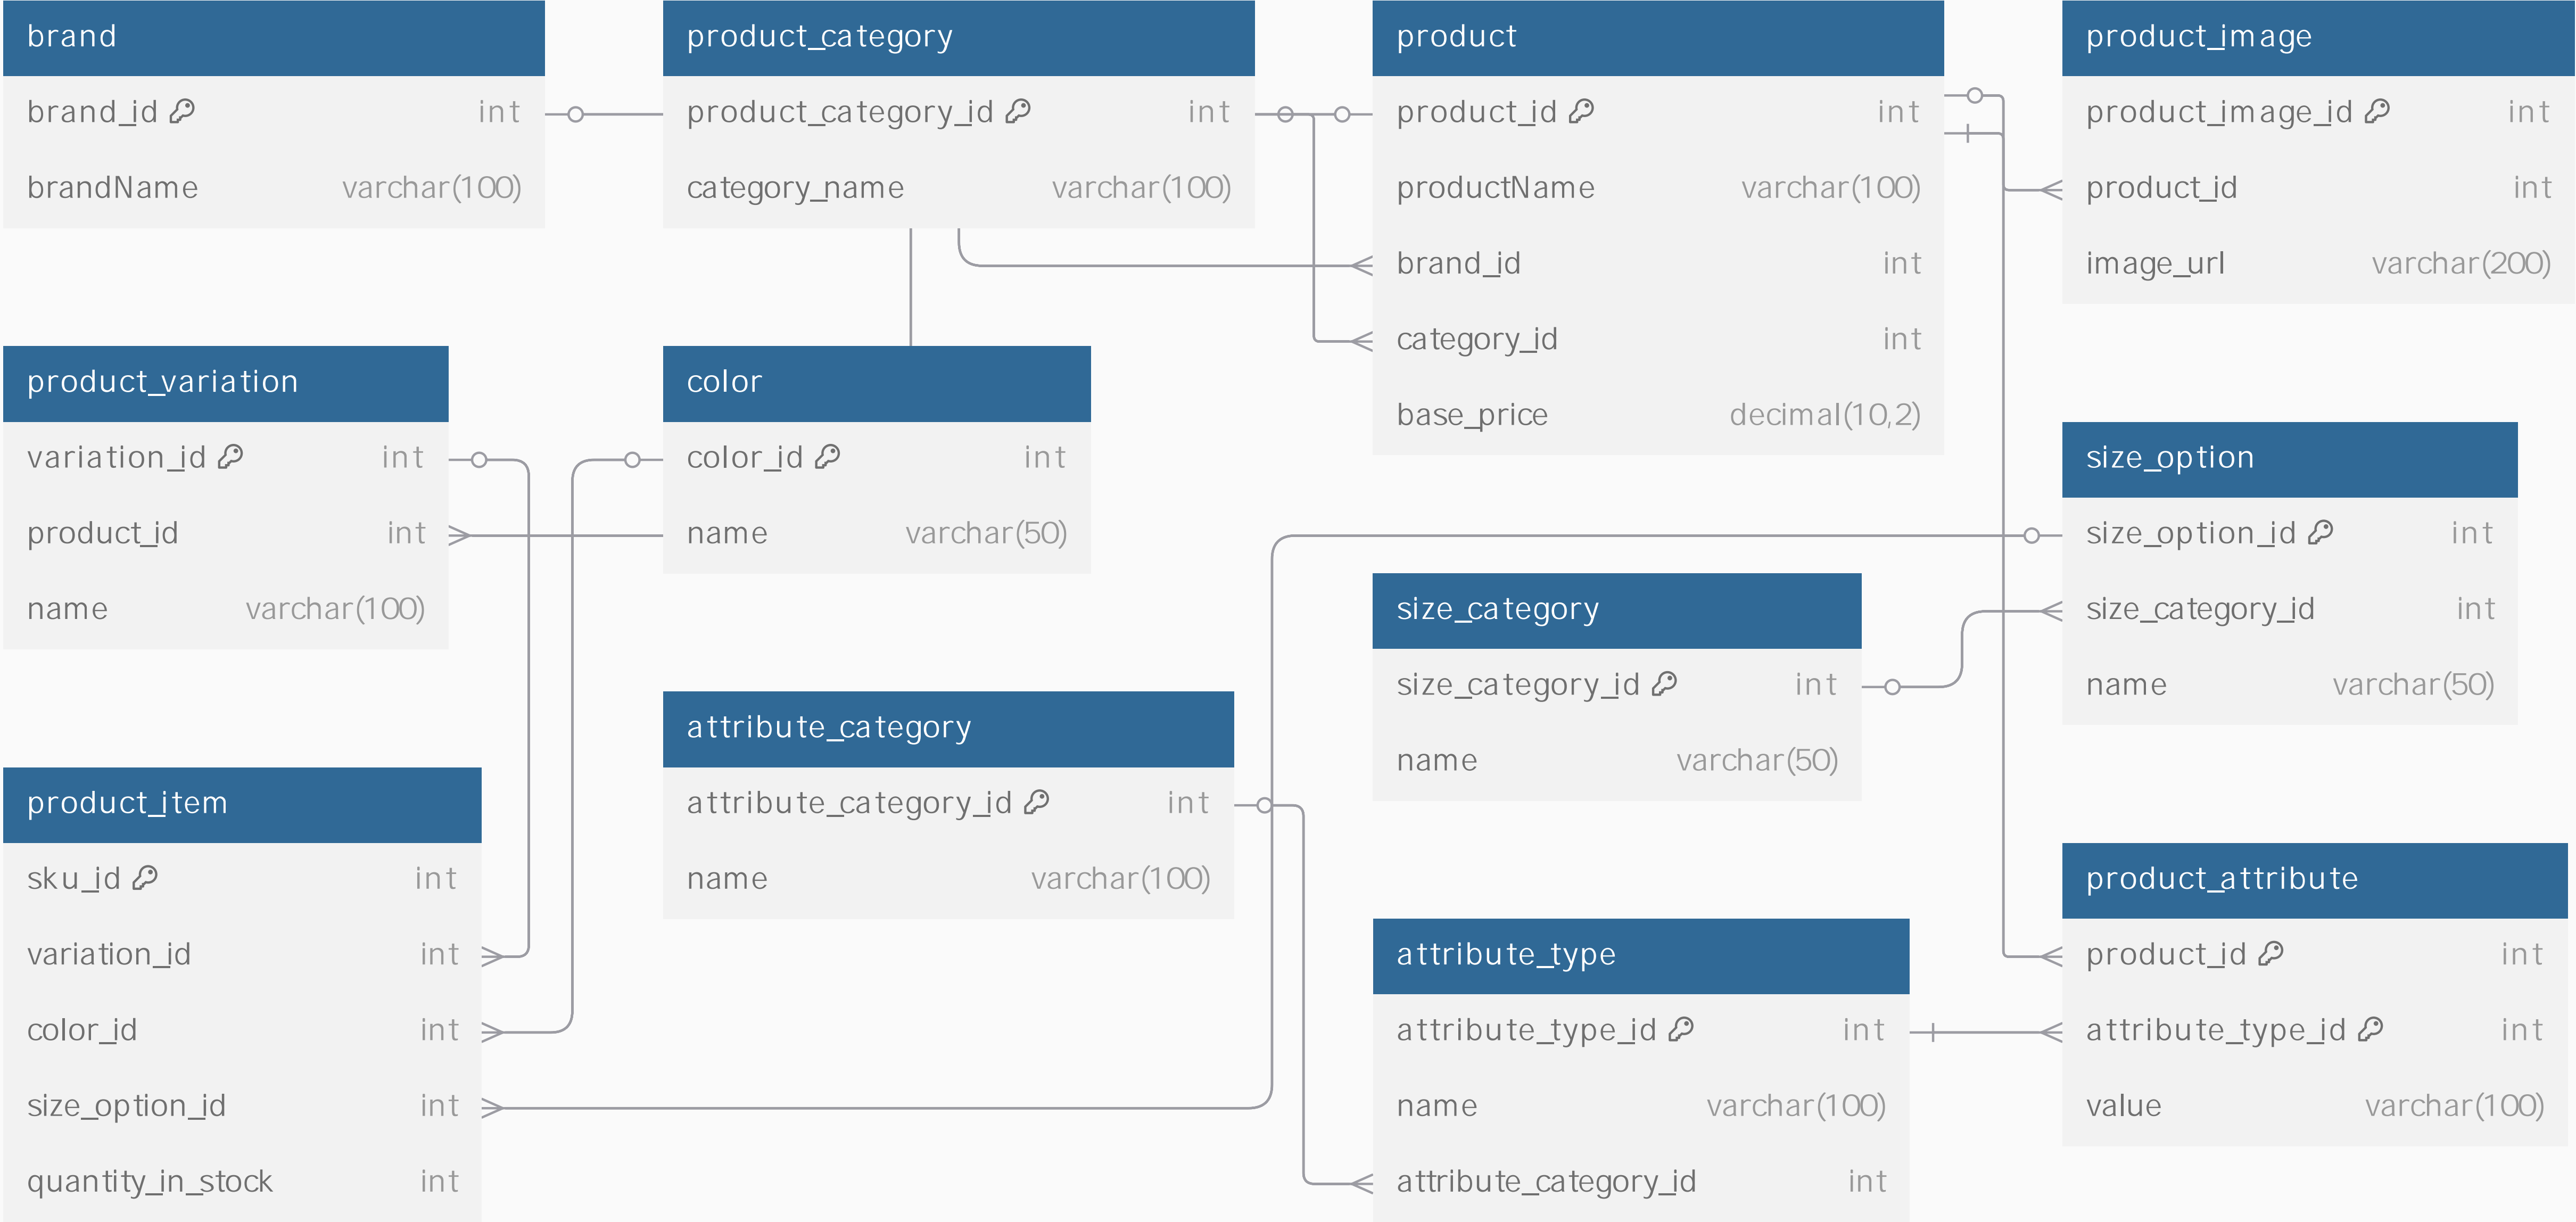 brand
brand_id int
brandName varchar(100)
product_category
product_category_id int
category_name varchar(100)
product
product_id int
productName varchar(100)
brand_id int
category_id int
base_price decimal(10,2)
product_image
product_image_id int
product_id int
image_url varchar(200)
product_variation
variation_id int
product_id int
name varchar(100)
color
color_id int
name varchar(50)
size_option
size_option_id int
size_category_id int
name varchar(50)
size_category
size_category_id int
name varchar(50)
attribute_category
attribute_category_id int
name varchar(100)
product_item
sku_id int
variation_id int
color_id int
size_option_id int
quantity_in_stock int
attribute_type
attribute_type_id int
name varchar(100)
attribute_category_id int
product_attribute
product_id int
attribute_type_id int
value varchar(100)